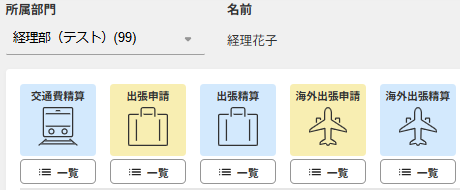 所属部門 名前
経理部（テスト）(99) 経理花子
交通費精算 出張申請 出張精算 海外出張申請 海外出張精算
一覧 一覧 一覧 一覧 一覧